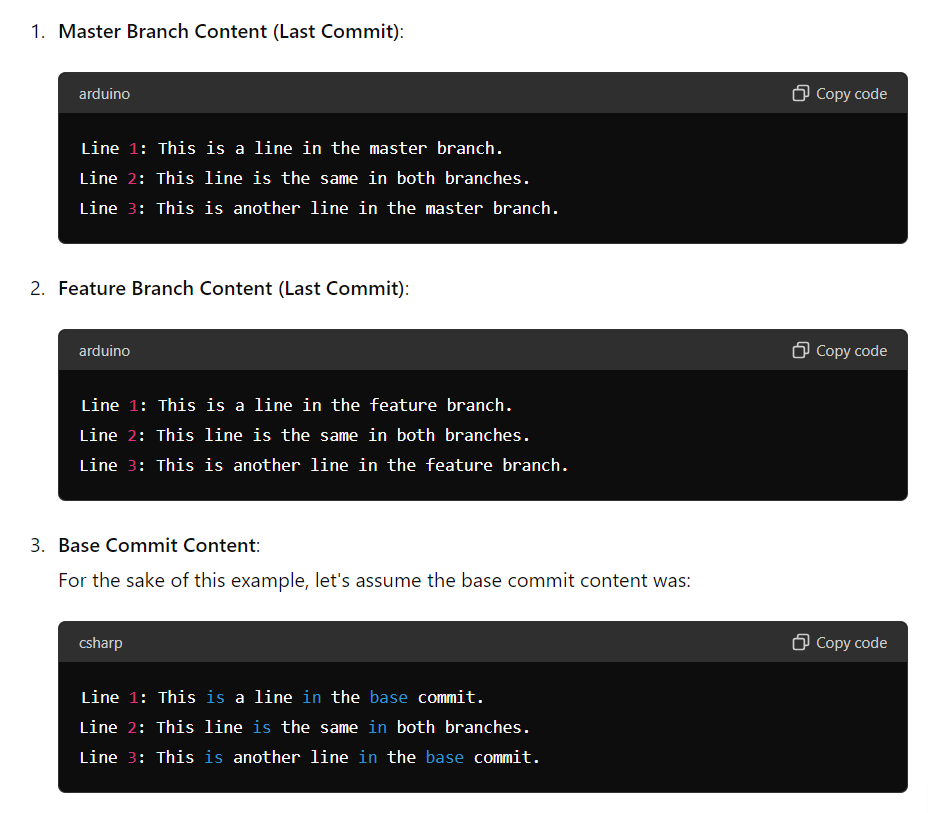 1. Master Branch Content (Last Commit):
arduino Copy code
Line 1: This is a line in the master branch.
Line 2: This line is the same in both branches.
Line 3: This is another line in the master branch.
2. Feature Branch Content (Last Commit):
arduino Copy code
Line 1: This is a line in the feature branch.
Line 2: This line is the same in both branches.
Line 3: This is another line in the feature branch.
3. Base Commit Content:
For the sake of this example, let's assume the base commit content was:
csharp Copy code
Line 1: This is a line in the base commit.
Line 2: This line is the same in both branches.
Line 3: This is another line in the base commit.